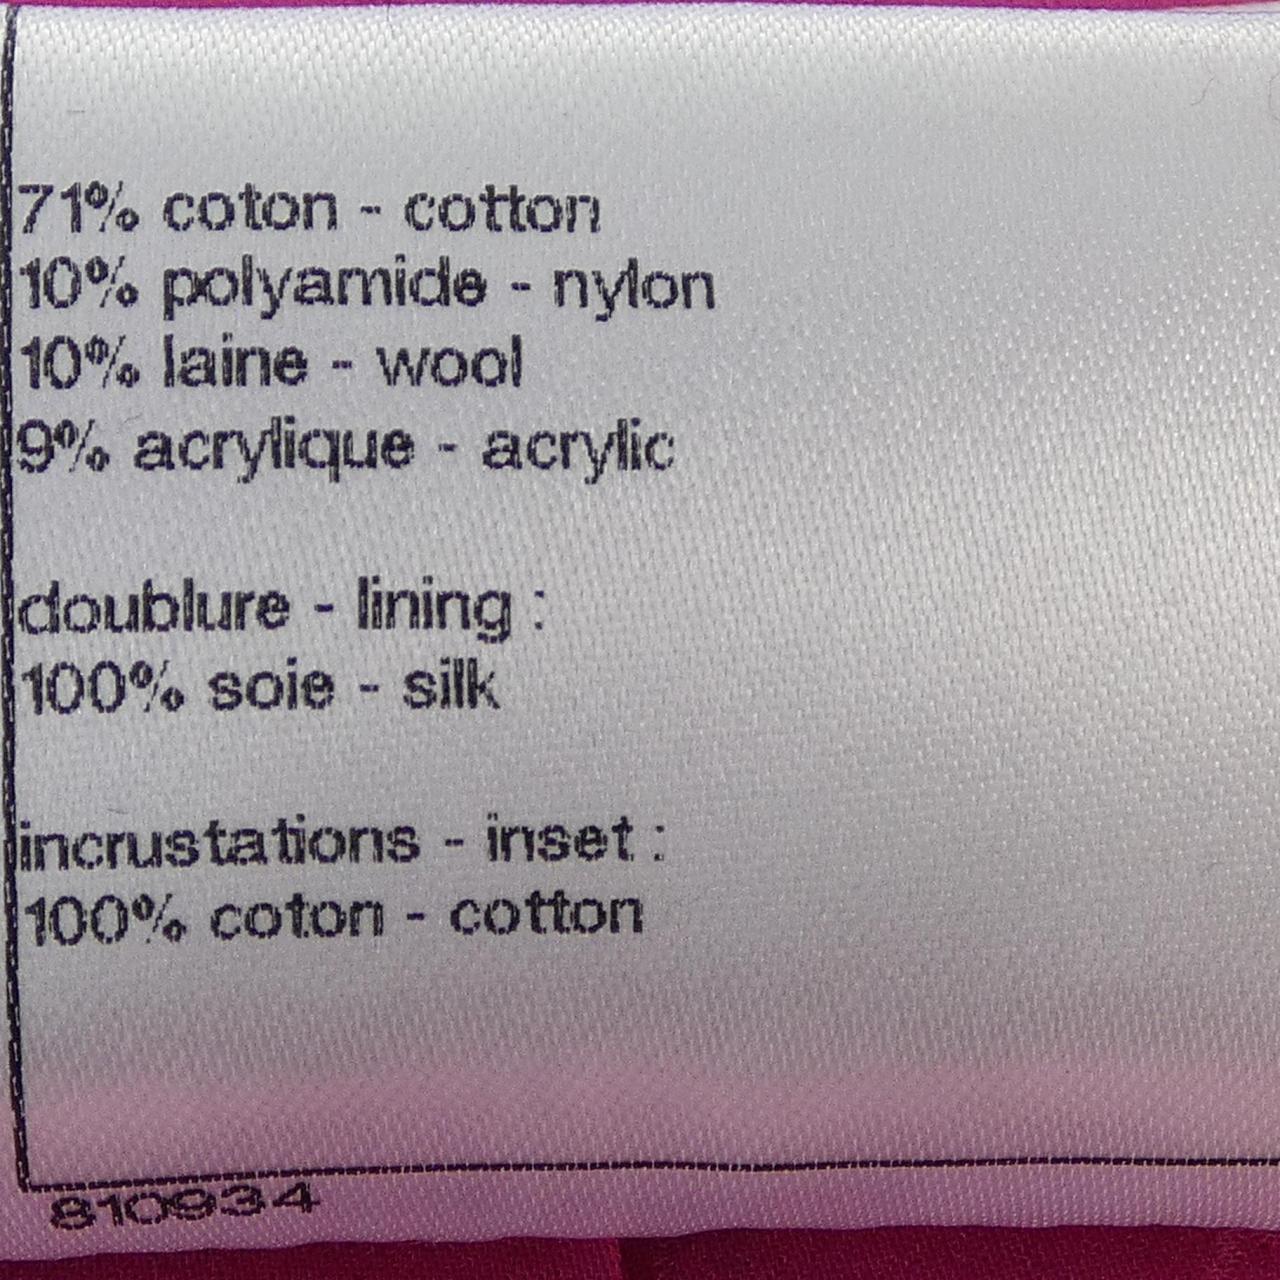 71% coton - cotton
10% polyamide - nylon
10% laine - wool
9% acrylique - acrylic
doublure - lining :
100% soie - silk
incrustations - inset :
100% coton - cotton
810934